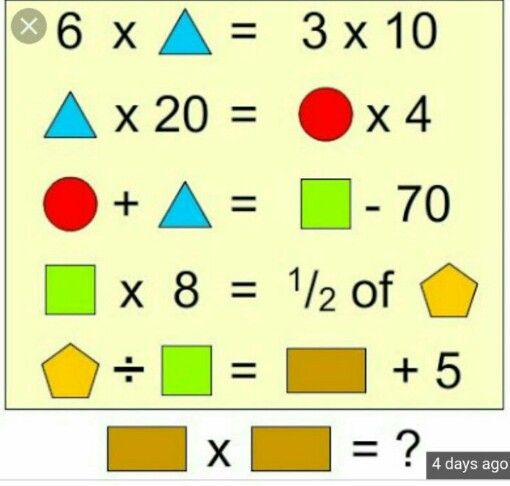 6 x = 3 x 10
x 20 = x 4
+ = - 70
x 8 = 1/2 of
÷ = + 5
x = ?
4 days ago